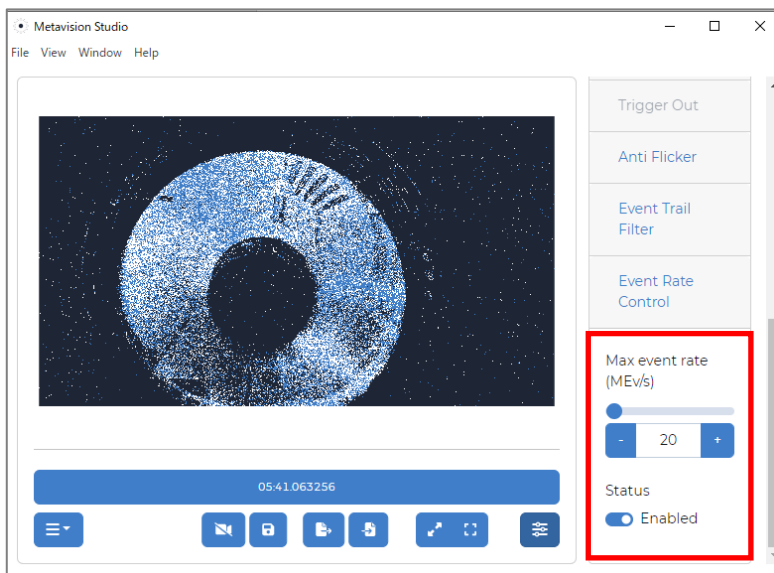 Metavision Studio
File View Window Help
Trigger Out
Anti Flicker
Event Trail
Filter
Event Rate
Control
Max event rate
(MEv/s)
- 20 +
Status
Enabled
05:41.063256